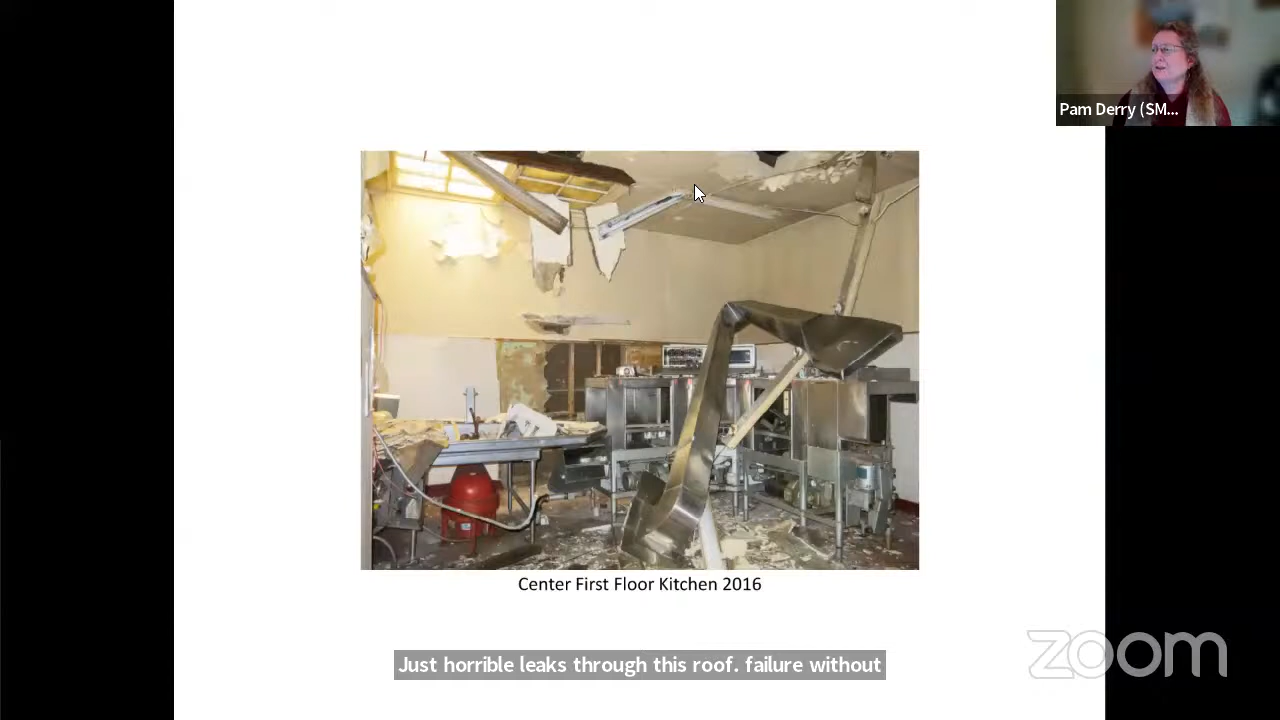 Pam Derry (SM...
Center First Floor Kitchen 2016
Just horrible leaks through this roof. failure without
zoom